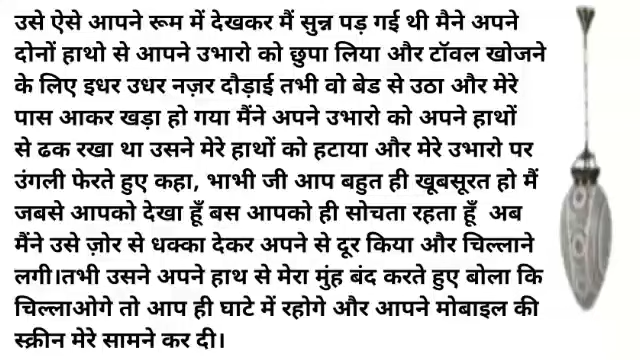 उसे ऐसे आपने रूम में देखकर मैं सुन्न पड़ गई थी मैने अपने
दोनों हाथो से आपने उभारो को छुपा लिया और टॉवल खोजने
के लिए इधर उधर नज़र दौड़ाई तभी वो बेड से उठा और मेरे
पास आकर खड़ा हो गया मैंने अपने उभारो को अपने हाथों
से ढक रखा था उसने मेरे हाथों को हटाया और मेरे उभारो पर
उंगली फेरते हुए कहा, भाभी जी आप बहुत ही खूबसूरत हो मैं
जबसे आपको देखा हूँ बस आपको ही सोचता रहता हूँ अब
मैंने उसे ज़ोर से धक्का देकर अपने से दूर किया और चिल्लाने
लगी।तभी उसने अपने हाथ से मेरा मुंह बंद करते हुए बोला कि
चिल्लाओगे तो आप ही घाटे में रहोगे और आपने मोबाइल की
स्क्रीन मेरे सामने कर दी।